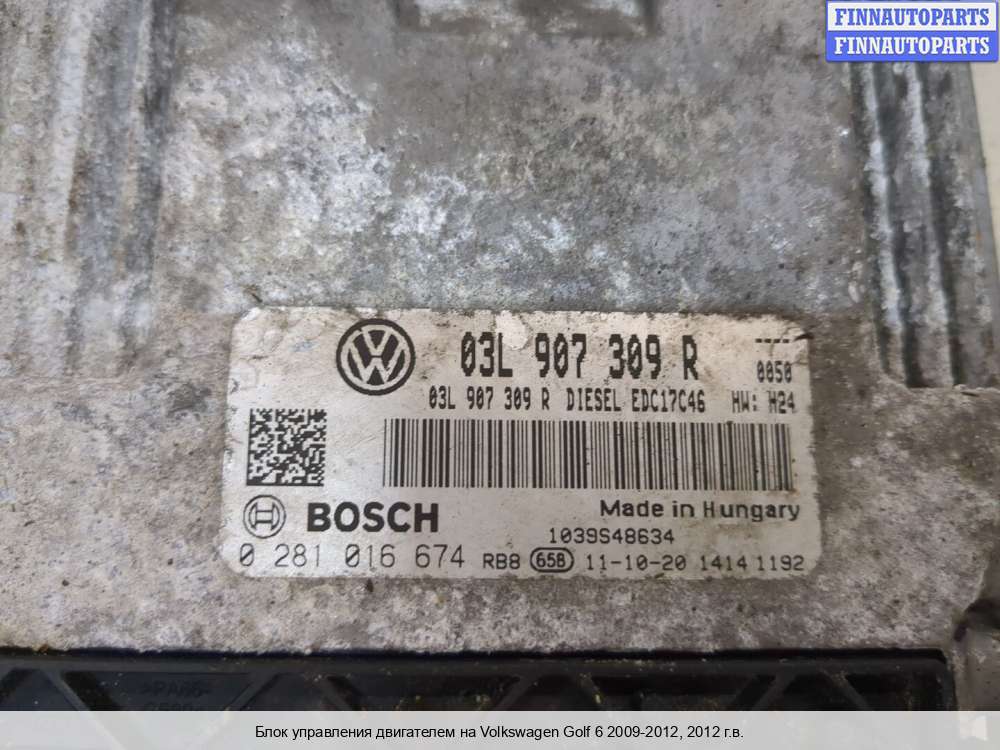 FINNAUTOPARTS
FINNAUTOPARTS
03L 907 309 R
0050
03L 907 309 R DIESEL EDC17C46 HW: H24
BOSCH
Made in Hungary
1039S48634
0 281 016 674 RB8 65B 11-10-20 1414 1192
Блок управления двигателем на Volkswagen Golf 6 2009-2012, 2012 г.в.